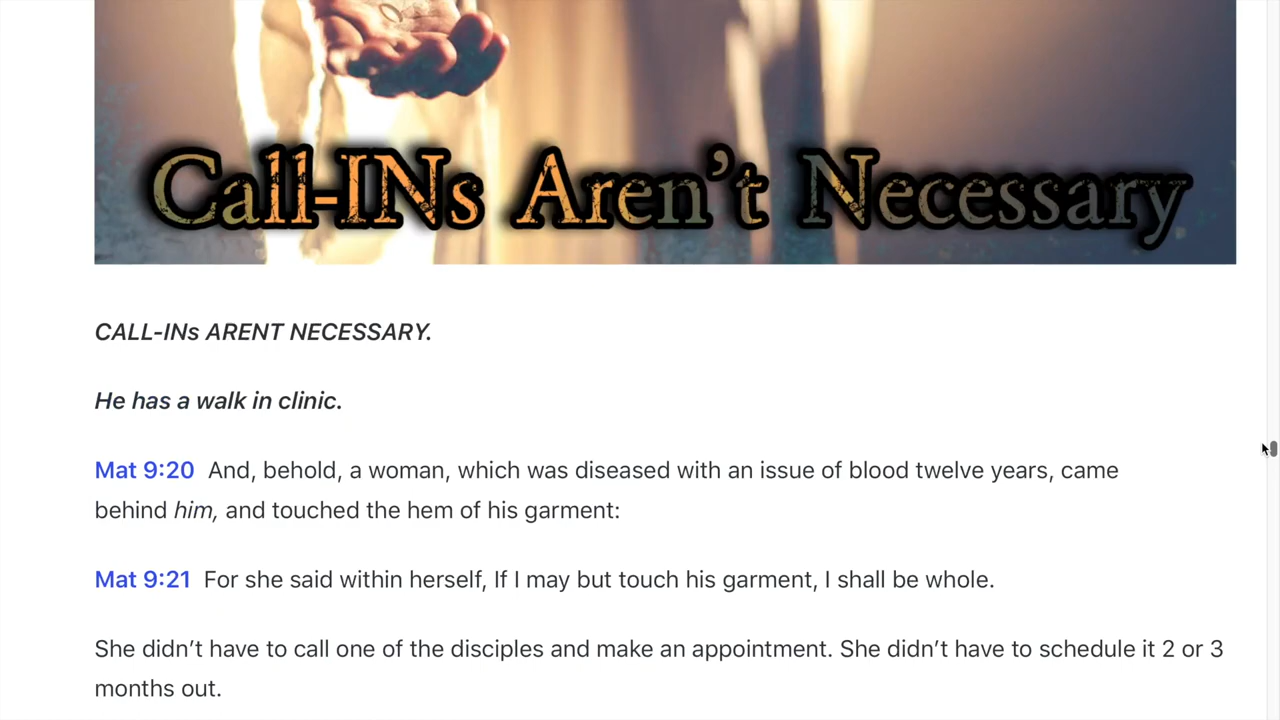 Call-INs Aren’t Necessary
CALL-INs ARENT NECESSARY.
He has a walk in clinic.
Mat 9:20 And, behold, a woman, which was diseased with an issue of blood twelve years, came
behind him, and touched the hem of his garment:
Mat 9:21 For she said within herself, If I may but touch his garment, I shall be whole.
She didn’t have to call one of the disciples and make an appointment. She didn’t have to schedule it 2 or 3
months out.